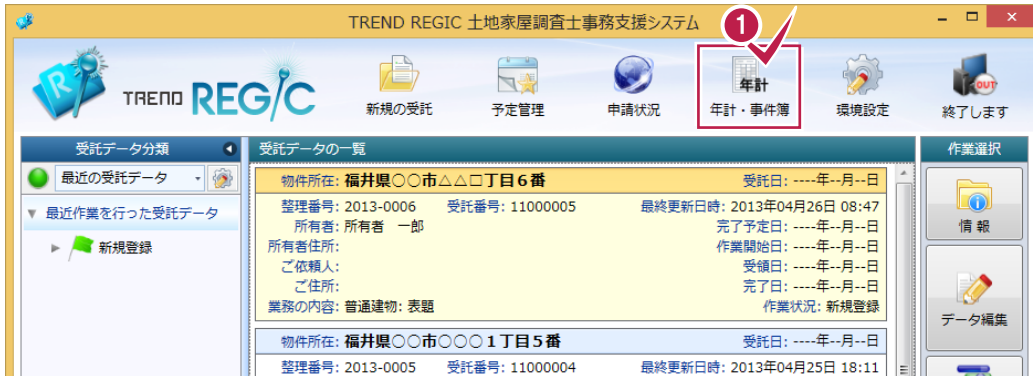 TREND REGIC 土地家屋調査士事務支援システム
1
TREND REGIC
新規の受託
予定管理
申請状況
年計
年計・事件簿
環境設定
OUT
終了します
受託データ分類
受託データの一覧
作業選択
最近の受託データ
最近作業を行った受託データ
新規登録
物件所在: 福井県○○市△△□丁目6番 受託日: ----年--月--日
整理番号: 2013-0006 受託番号: 11000005 最終更新日時: 2013年04月26日 08:47
所有者: 所有者 一郎 完了予定日: ----年--月--日
所有者住所: 作業開始日: ----年--月--日
ご依頼人: 受領日: ----年--月--日
ご住所: 完了日: ----年--月--日
業務の内容: 普通建物: 表題 作業状況: 新規登録
物件所在: 福井県○○市○○○1丁目5番 受託日: ----年--月--日
整理番号: 2013-0005 受託番号: 11000004 最終更新日時: 2013年04月25日 18:11
情報
データ編集